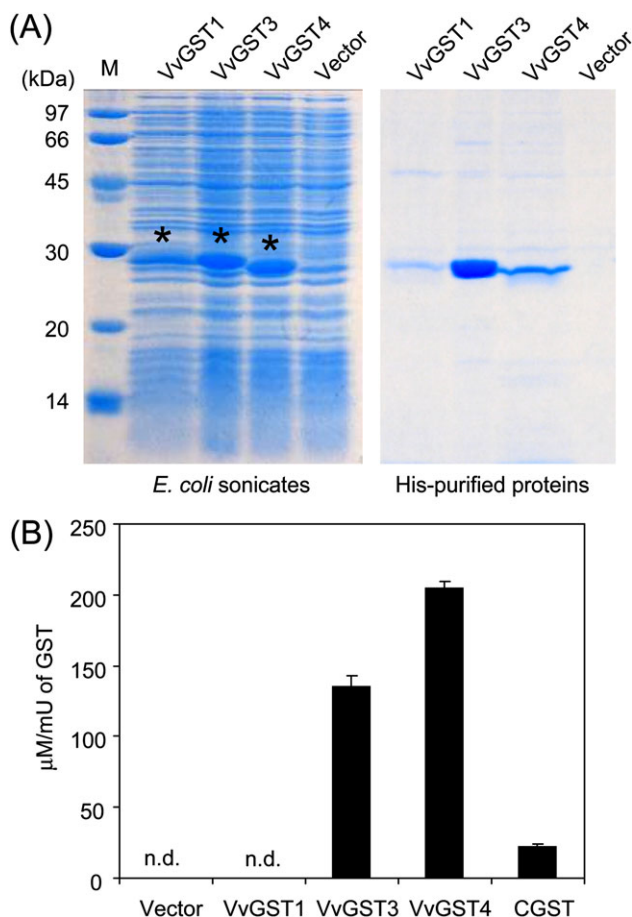 (A)
(kDa) M VvGST1 VvGST3 VvGST4 Vector VvGST1 VvGST3 VvGST4 Vector
97
66
45
30
20
14
* * *
E. coli sonicates His-purified proteins
(B)
µM/mU of GST
250
200
150
100
50
0
n.d. n.d.
Vector VvGST1 VvGST3 VvGST4 CGST